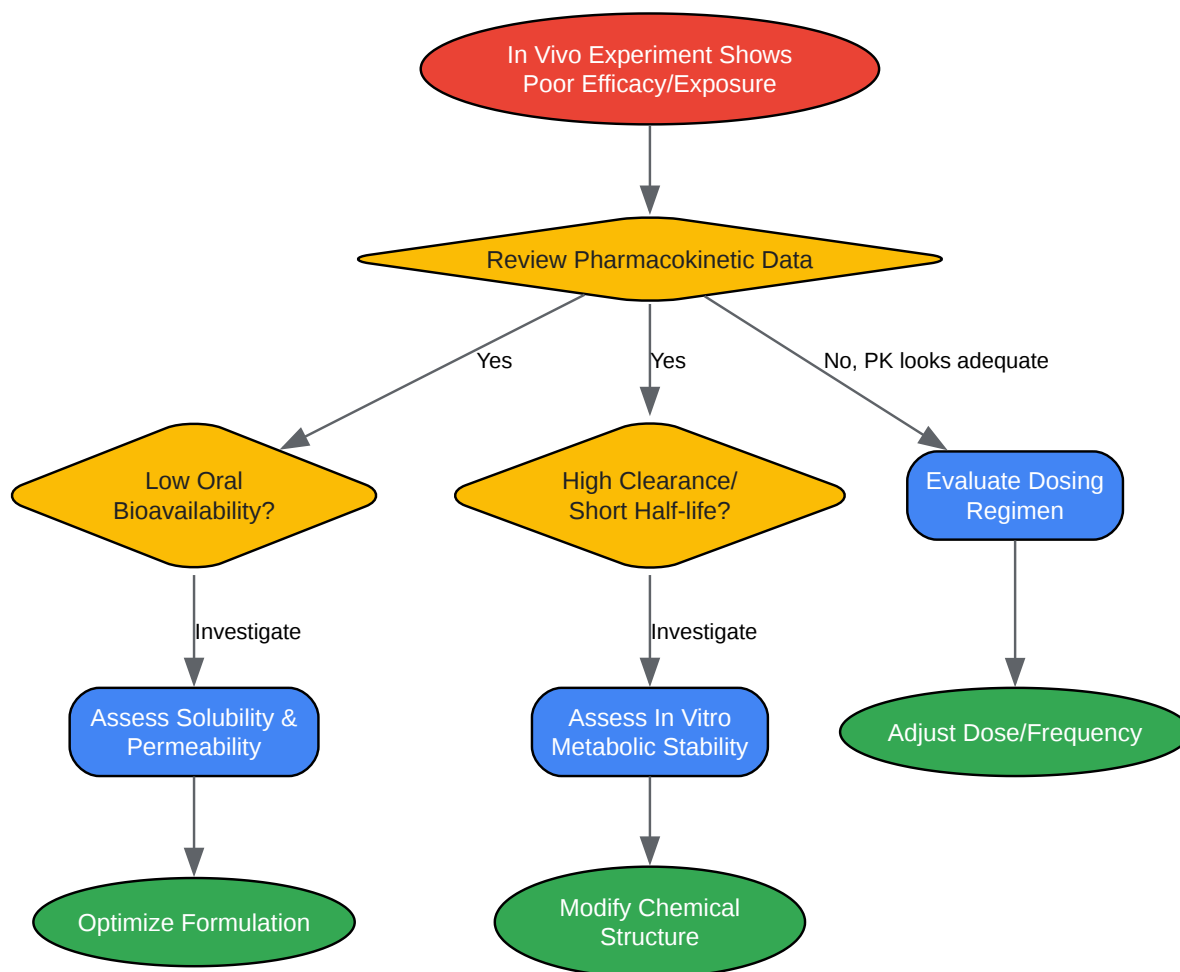 In Vivo Experiment Shows
Poor Efficacy/Exposure
Review Pharmacokinetic Data
Yes
Yes
No, PK looks adequate
Low Oral
Bioavailability?
High Clearance/
Short Half-life?
Evaluate Dosing
Regimen
Investigate
Investigate
Assess Solubility &
Permeability
Assess In Vitro
Metabolic Stability
Adjust Dose/Frequency
Optimize Formulation
Modify Chemical
Structure